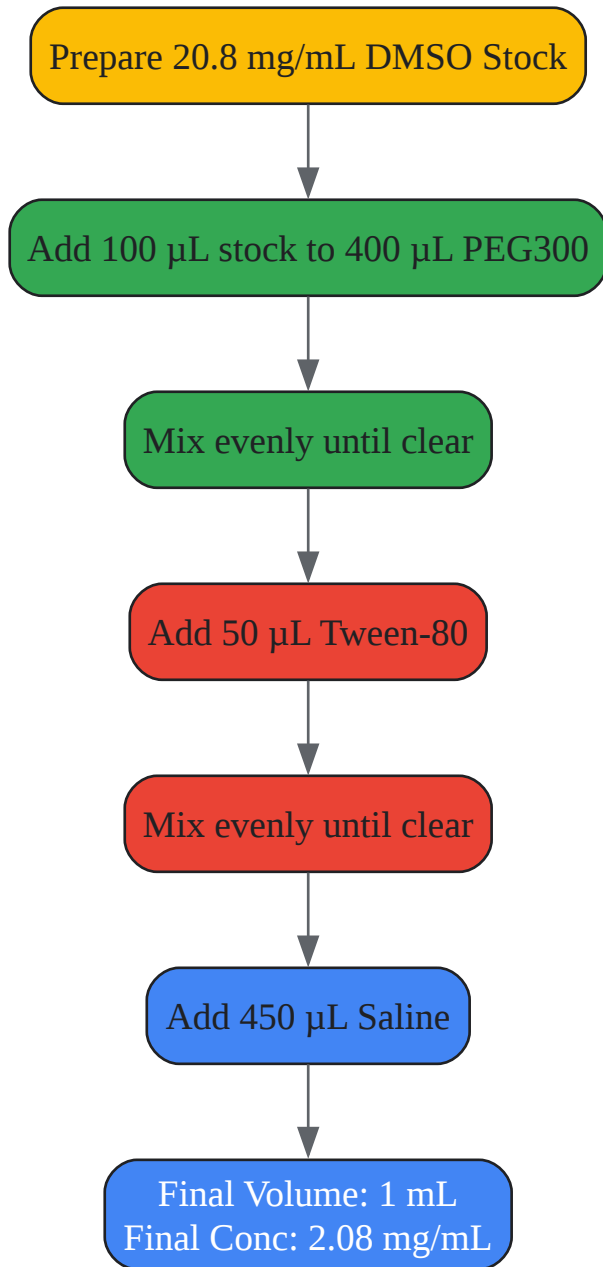 Prepare 20.8 mg/mL DMSO Stock
Add 100 µL stock to 400 µL PEG300
Mix evenly until clear
Add 50 µL Tween-80
Mix evenly until clear
Add 450 µL Saline
Final Volume: 1 mL
Final Conc: 2.08 mg/mL